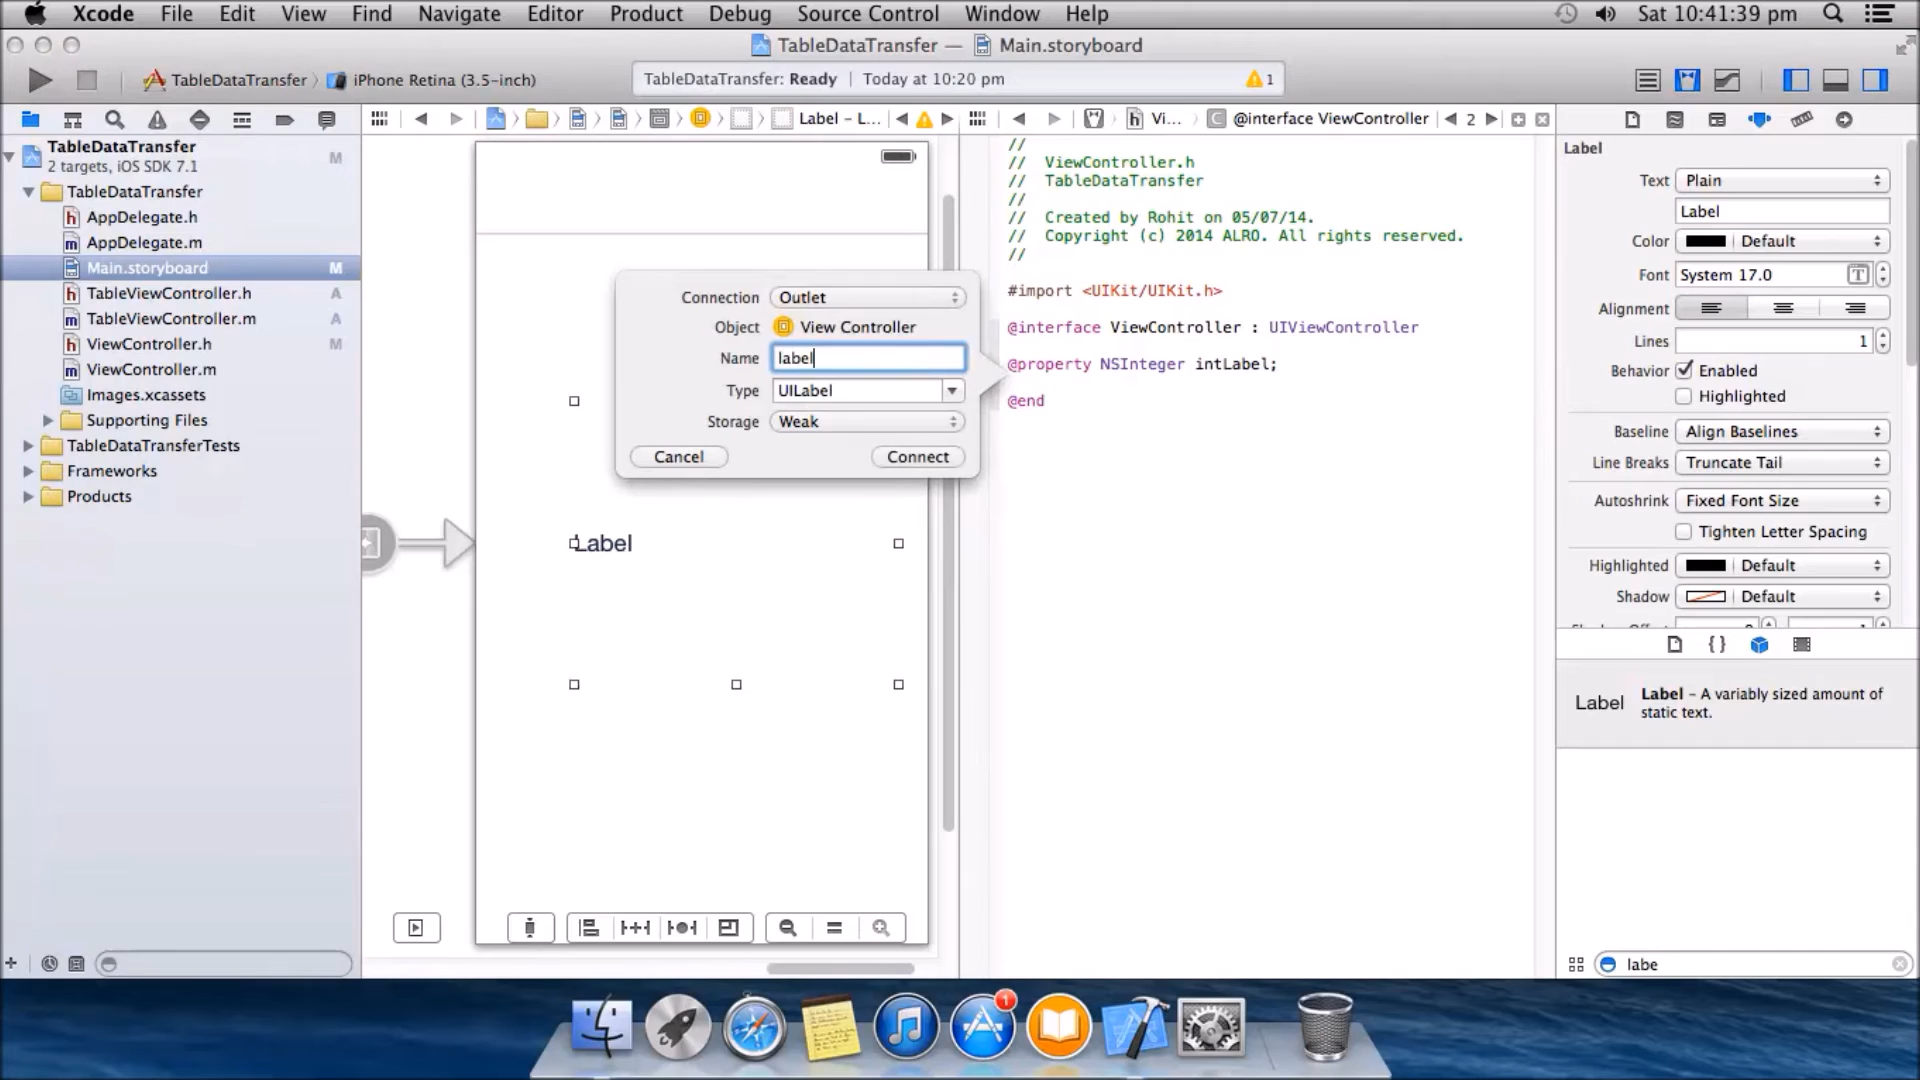 Xcode File Edit View Find Navigate Editor Product Debug Source Control Window Help Sat 10:41:39 pm
TableDataTransfer — Main.storyboard
TableDataTransfer iPhone Retina (3.5-inch) TableDataTransfer: Ready | Today at 10:20 pm 1
Label – L... Vi... C @interface ViewController 2
TableDataTransfer M
2 targets, iOS SDK 7.1
TableDataTransfer
h AppDelegate.h
m AppDelegate.m
Main.storyboard M
h TableViewController.h A
m TableViewController.m A
h ViewController.h M
m ViewController.m
Images.xcassets
Supporting Files
TableDataTransferTests
Frameworks
Products
Connection Outlet
Object View Controller
Name label
Type UILabel
Storage Weak
Cancel Connect
Label
//
// ViewController.h
// TableDataTransfer
//
// Created by Rohit on 05/07/14.
// Copyright (c) 2014 ALRO. All rights reserved.
//
#import <UIKit/UIKit.h>
@interface ViewController : UIViewController
@property NSInteger intLabel;
@end
Label
Text Plain
Label
Color Default
Font System 17.0 T
Alignment
Lines 1
Behavior Enabled
Highlighted
Baseline Align Baselines
Line Breaks Truncate Tail
Autoshrink Fixed Font Size
Tighten Letter Spacing
Highlighted Default
Shadow Default
{ }
Label Label – A variably sized amount of
static text.
labe
1